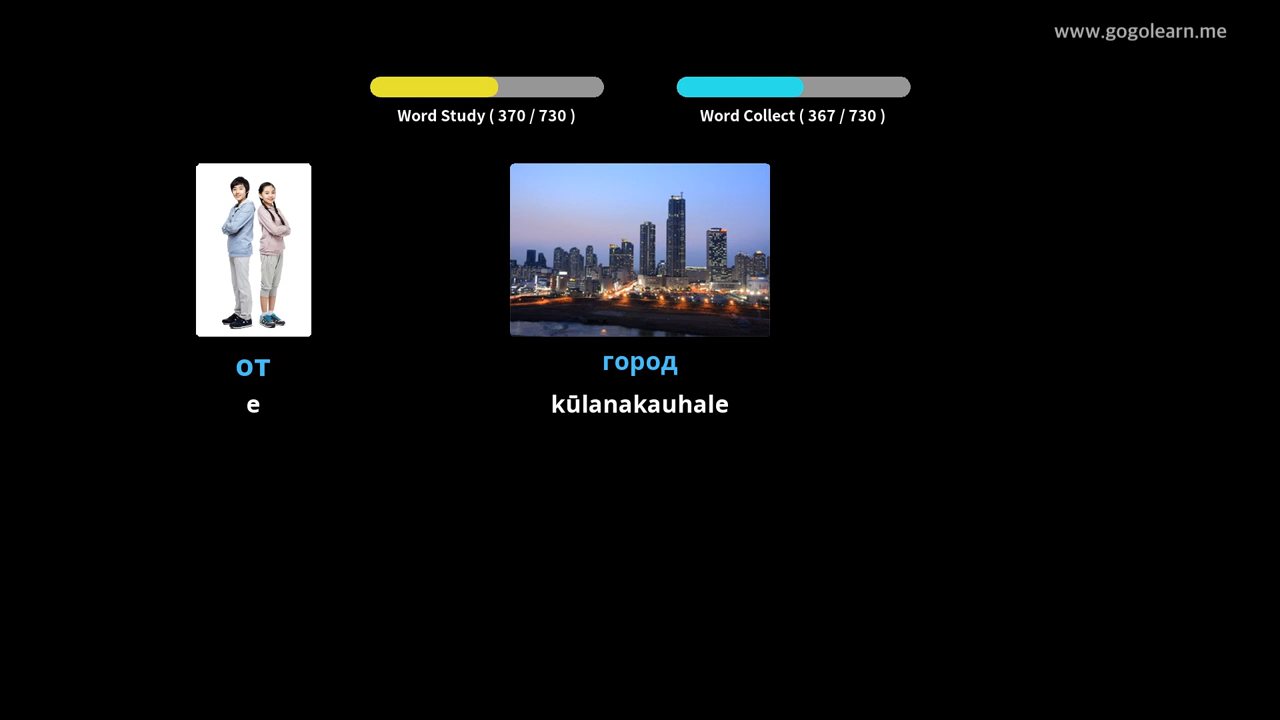 www.gogolearn.me
Word Study ( 370 / 730 )
Word Collect ( 367 / 730 )
от
e
город
kūlanakauhale